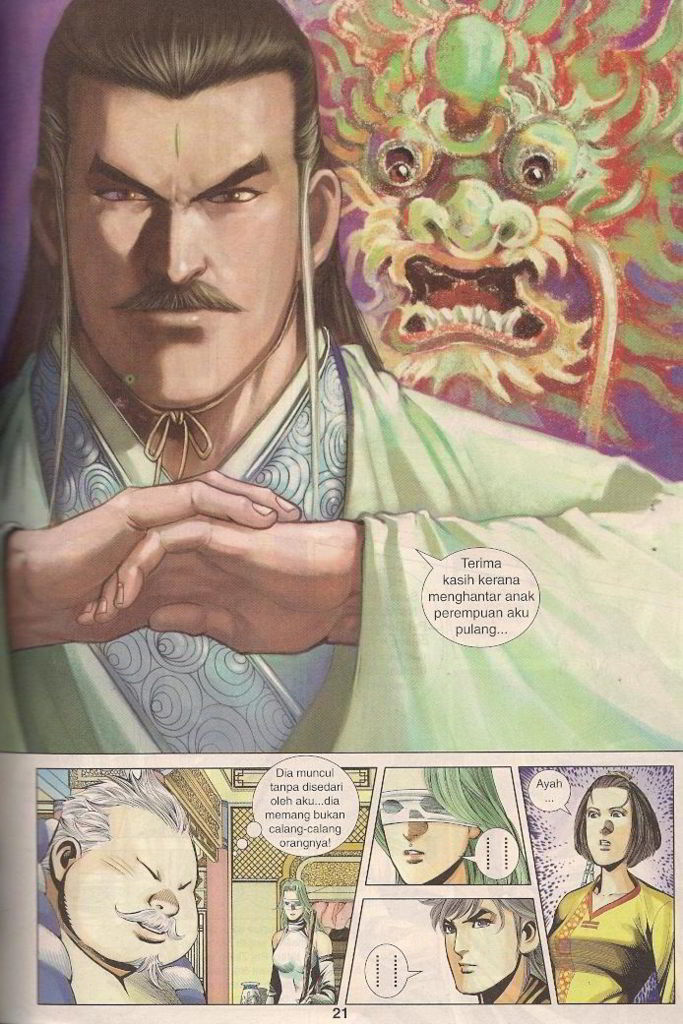 Terima
kasih kerana
menghantar anak
perempuan aku
pulang...
Dia muncul
tanpa disedari
oleh aku...dia
memang bukan
calang-calang
orangnya!
Ayah
...
21